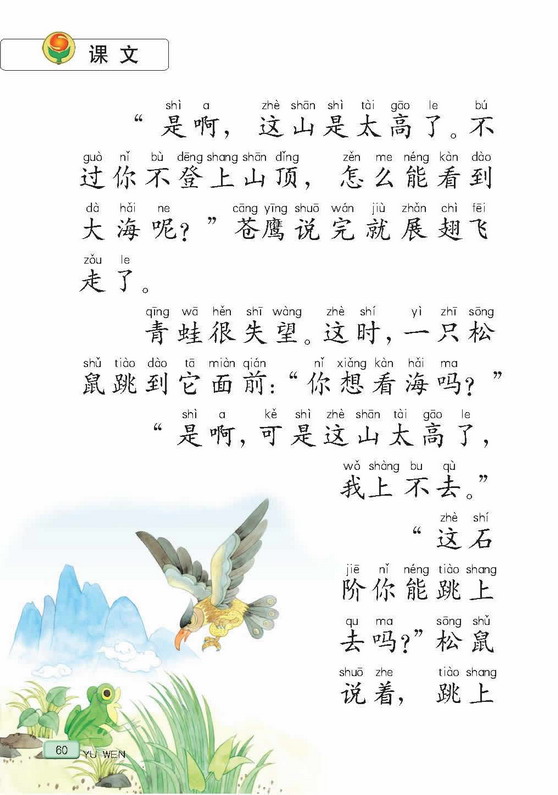 课文
shì a zhè shān shì tài gāo le bú
“是啊，这山是太高了。不
guò nǐ bù dēng shang shān dǐng zěn me néng kàn dào
过你不登上山顶，怎么能看到
dà hǎi ne cāng yīng shuō wán jiù zhǎn chì fēi
大海呢？”苍鹰说完就展翅飞
zǒu le
走了。
qīng wā hěn shī wàng zhè shí yì zhī sōng
青蛙很失望。这时，一只松
shǔ tiào dào tā miàn qián nǐ xiǎng kàn hǎi ma
鼠跳到它面前：“你想看海吗？”
shì a kě shì zhè shān tài gāo le
“是啊，可是这山太高了，
wǒ shàng bu qù
我上不去。”
zhè shí
“这石
jiē nǐ néng tiào shang
阶你能跳上
qu ma sōng shǔ
去吗？”松鼠
shuō zhe tiào shang
说着，跳上
60 YU WEN